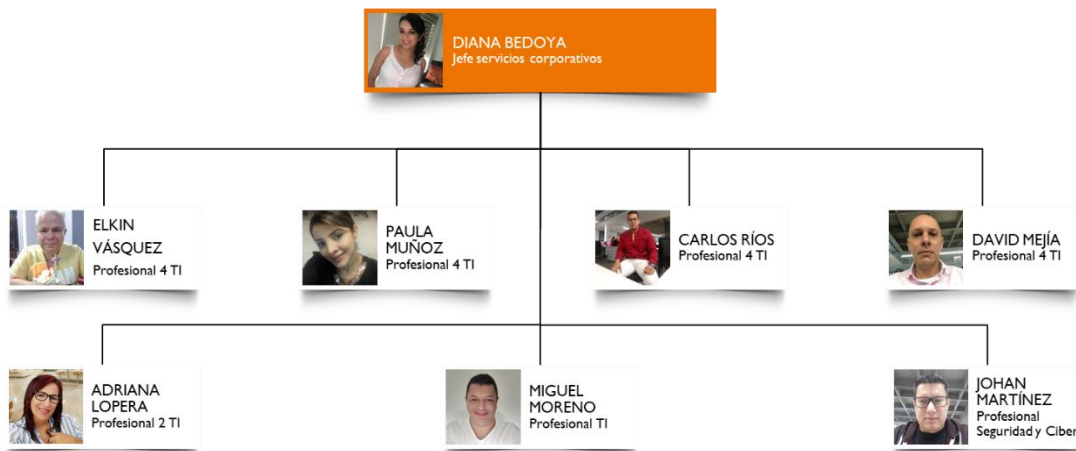 DIANA BEDOYA
Jefe servicios corporativos
ELKIN
VÁSQUEZ
Profesional 4 TI
PAULA
MUÑOZ
Profesional 4 TI
CARLOS RÍOS
Profesional 4 TI
DAVID MEJÍA
Profesional 4 TI
ADRIANA
LOPERA
Profesional 2 TI
MIGUEL
MORENO
Profesional TI
JOHAN
MARTÍNEZ
Profesional
Seguridad y Ciber